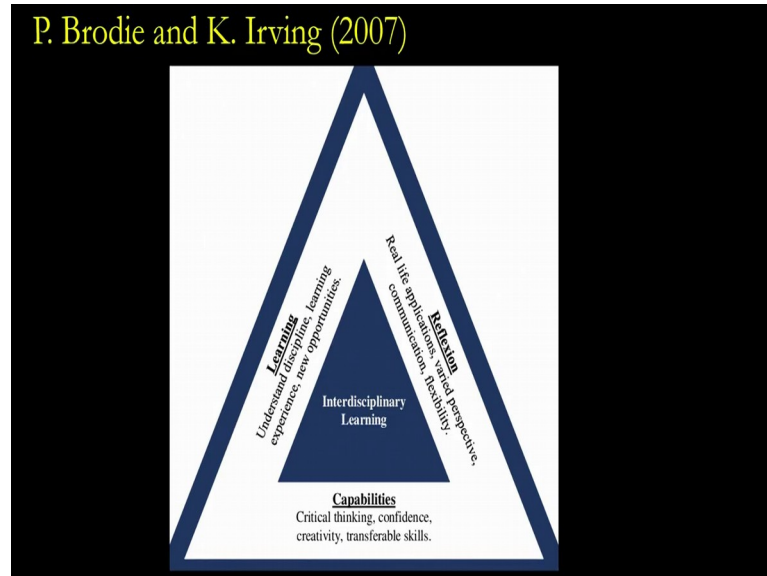 P. Brodie and K. Irving (2007)
Learning
Understand discipline, learning
experience, new opportunities.
Reflexion
Real life applications, varied perspective,
communication, flexibility.
Interdisciplinary
Learning
Capabilities
Critical thinking, confidence,
creativity, transferable skills.